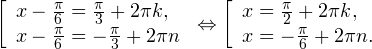 [ x − π/6 = π/3 + 2πk, ⇔ [ x = π/2 + 2πk,
x − π/6 = −π/3 + 2πn x = −π/6 + 2πn.